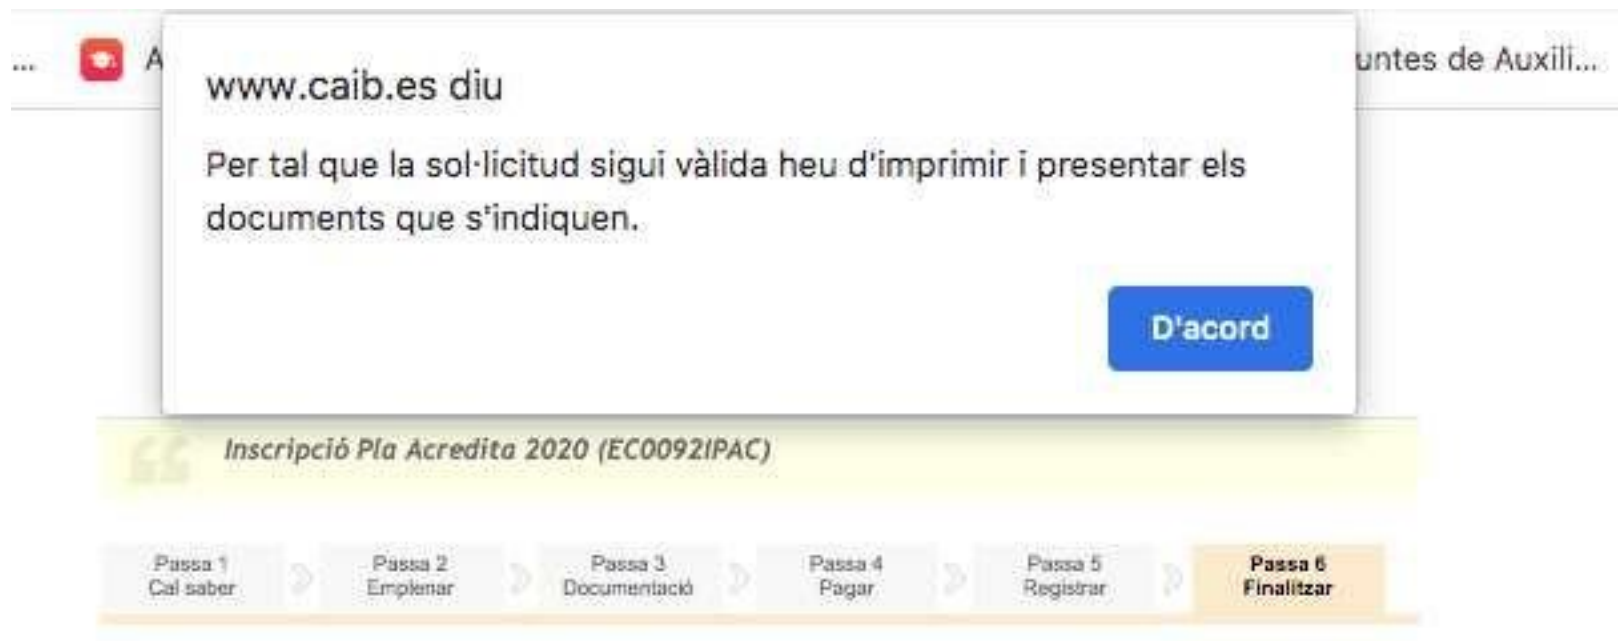 ... A untes de Auxili...
www.caib.es diu
Per tal que la sol·licitud sigui vàlida heu d'imprimir i presentar els
documents que s'indiquen.
D'acord
Inscripció Pla Acredita 2020 (EC0092IPAC)
Passa 1 Passa 2 Passa 3 Passa 4 Passa 5 Passa 6
Cal saber Emplenar Documentació Pagar Registrar Finalitzar